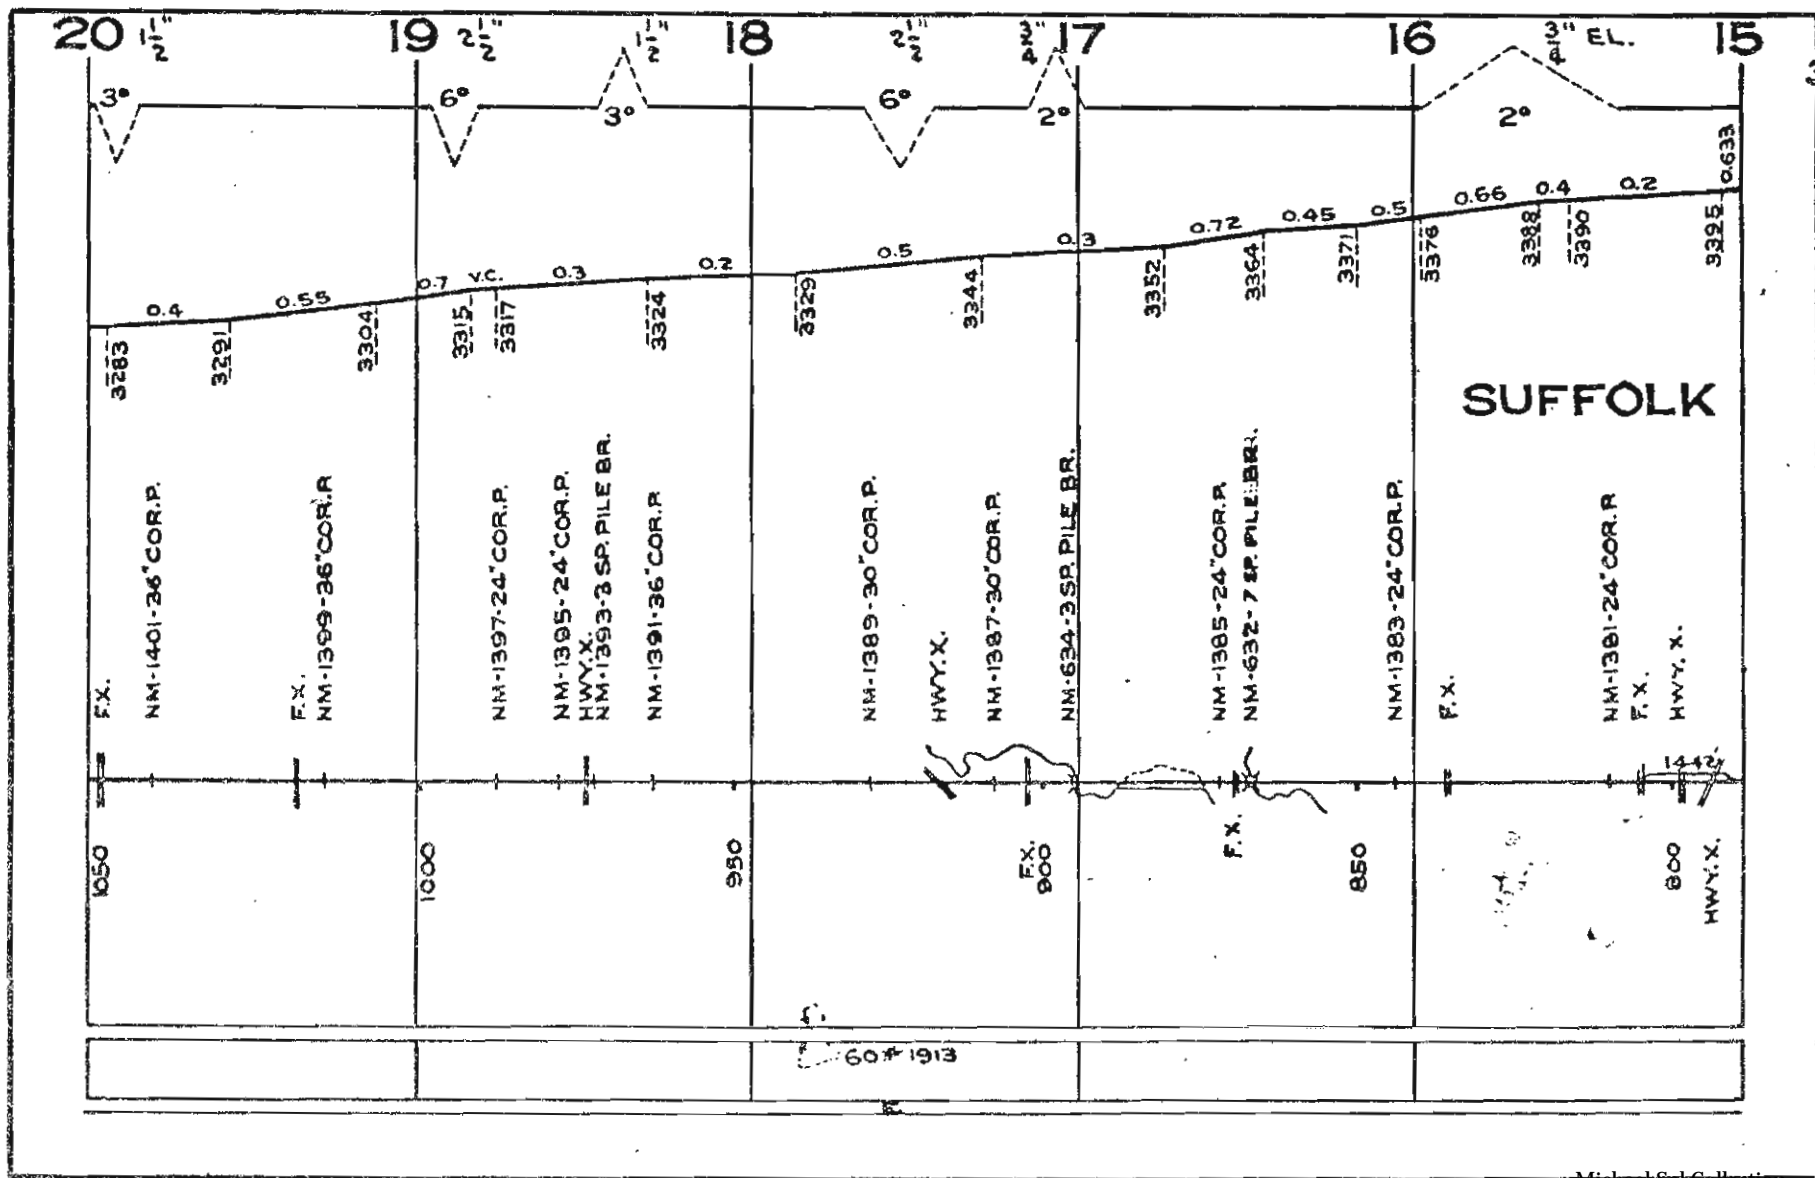 20 1½" 19 2½" 1½" 18 2½" ¾" 17 16 ¾" EL. 15
3° 6° 3° 6° 2° 2°
0.4 0.55 0.7 V.C. 0.3 0.2 0.5 0.3 0.72 0.45 0.5 0.66 0.4 0.2 0.633
3283 3291 3304 3315 3317 3324 3329 3344 3352 3364 3371 3376 3388 3390 3395
SUFFOLK
F.X.
NM-1401-36"COR.P.
F.X.
NM-1399-36"COR.P
NM-1397-24"COR.P.
NM-1395-24"COR.P.
HWY.X.
NM-1393-3 SP. PILE BR.
NM-1391-36"COR.P
NM-1389-30"COR.P.
HWY.X.
NM-1387-30"COR.P.
NM-634-3 SP. PILE BR.
NM-1385-24"COR.P.
NM-632-7 SP. PILE BR.
NM-1383-24"COR.P.
F.X.
NM-1381-24"COR.P
F.X.
HWY.X.
1442
F.X.
F.X.
HWY.X.
1050 1000 950 900 850 800
60# 1913